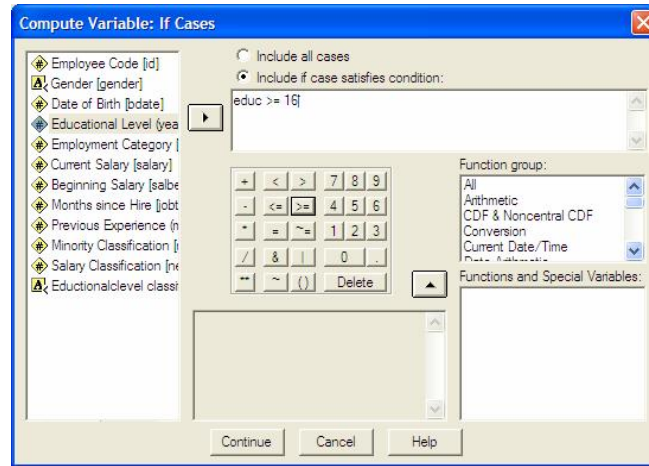 Compute Variable: If Cases
Employee Code [id]
Gender [gender]
Date of Birth [bdate]
Educational Level (yea
Employment Category [
Current Salary [salary]
Beginning Salary [salbe
Months since Hire [jobt
Previous Experience (m
Minority Classification [
Salary Classification [ne
Eductionalclevel classif
Include all cases
Include if case satisfies condition:
educ >= 16
+ < > 7 8 9
- <= >= 4 5 6
* = ~= 1 2 3
/ & | 0 .
** ~ () Delete
Function group:
All
Arithmetic
CDF & Noncentral CDF
Conversion
Current Date/Time
Date Arithmetic
Functions and Special Variables:
Continue Cancel Help